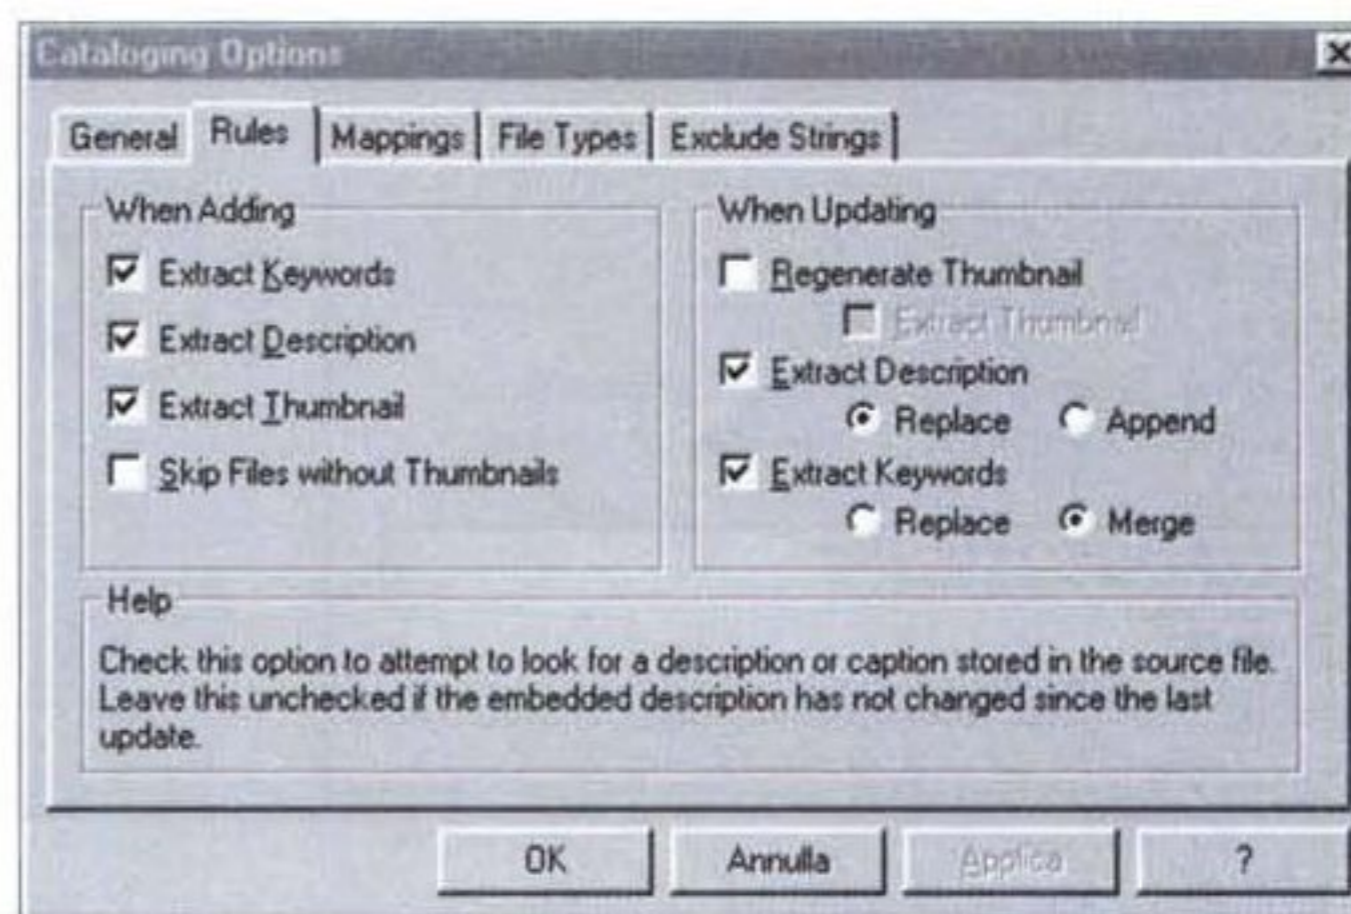 Cataloging Options
General Rules Mappings File Types Exclude Strings
When Adding
Extract Keywords
Extract Description
Extract Thumbnail
Skip Files without Thumbnails
When Updating
Regenerate Thumbnail
Extract Thumbnail
Extract Description
Replace Append
Extract Keywords
Replace Merge
Help
Check this option to attempt to look for a description or caption stored in the source file.
Leave this unchecked if the embedded description has not changed since the last
update.
OK Annulla Applica ?